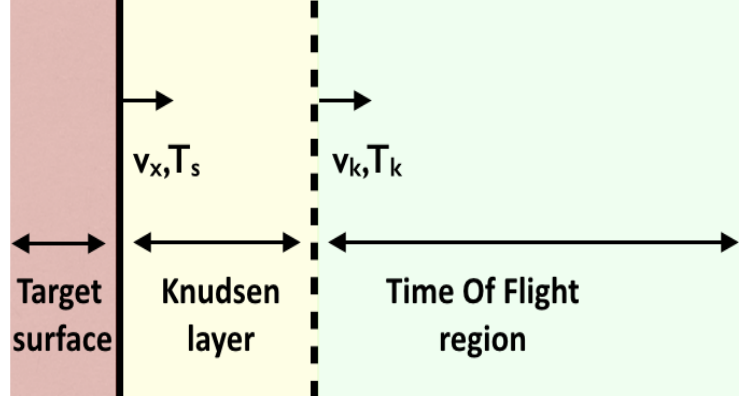 vₓ,Tₛ
vₖ,Tₖ
Target
surface
Knudsen
layer
Time Of Flight
region